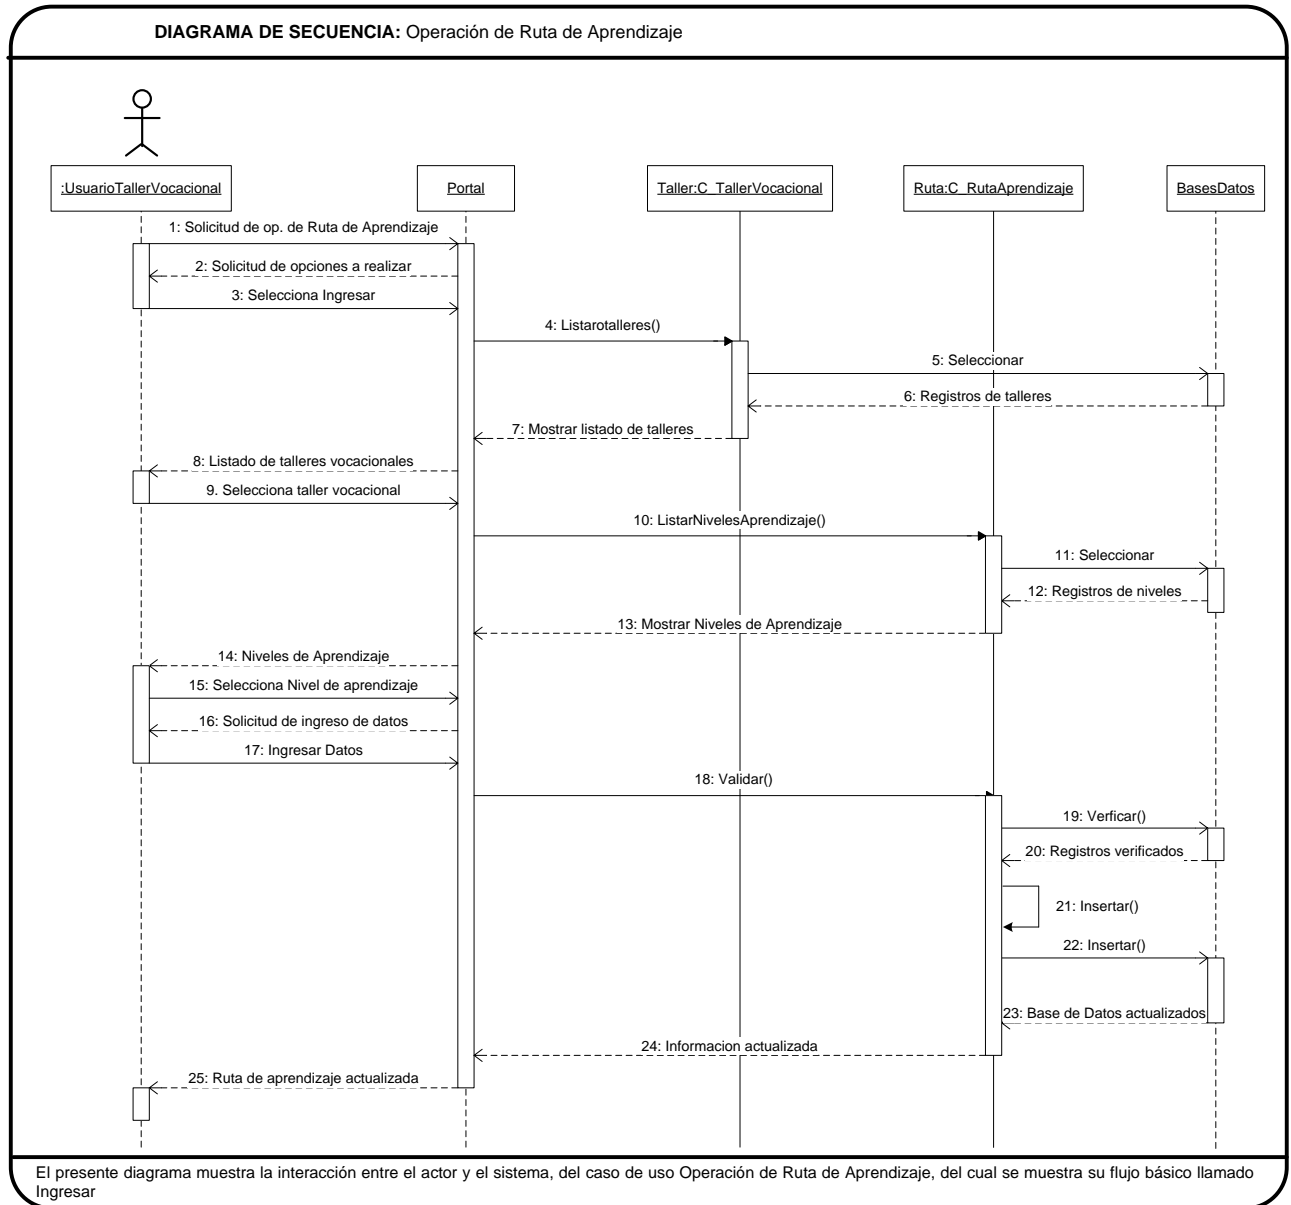 DIAGRAMA DE SECUENCIA: Operación de Ruta de Aprendizaje
:UsuarioTallerVocacional
Portal
Taller:C_TallerVocacional
Ruta:C_RutaAprendizaje
BasesDatos
1: Solicitud de op. de Ruta de Aprendizaje
2: Solicitud de opciones a realizar
3: Selecciona Ingresar
4: Listarotalleres()
5: Seleccionar
6: Registros de talleres
7: Mostrar listado de talleres
8: Listado de talleres vocacionales
9. Selecciona taller vocacional
10: ListarNivelesAprendizaje()
11: Seleccionar
12: Registros de niveles
13: Mostrar Niveles de Aprendizaje
14: Niveles de Aprendizaje
15: Selecciona Nivel de aprendizaje
16: Solicitud de ingreso de datos
17: Ingresar Datos
18: Validar()
19: Verficar()
20: Registros verificados
21: Insertar()
22: Insertar()
23: Base de Datos actualizados
24: Informacion actualizada
25: Ruta de aprendizaje actualizada
El presente diagrama muestra la interacción entre el actor y el sistema, del caso de uso Operación de Ruta de Aprendizaje, del cual se muestra su flujo básico llamado
Ingresar